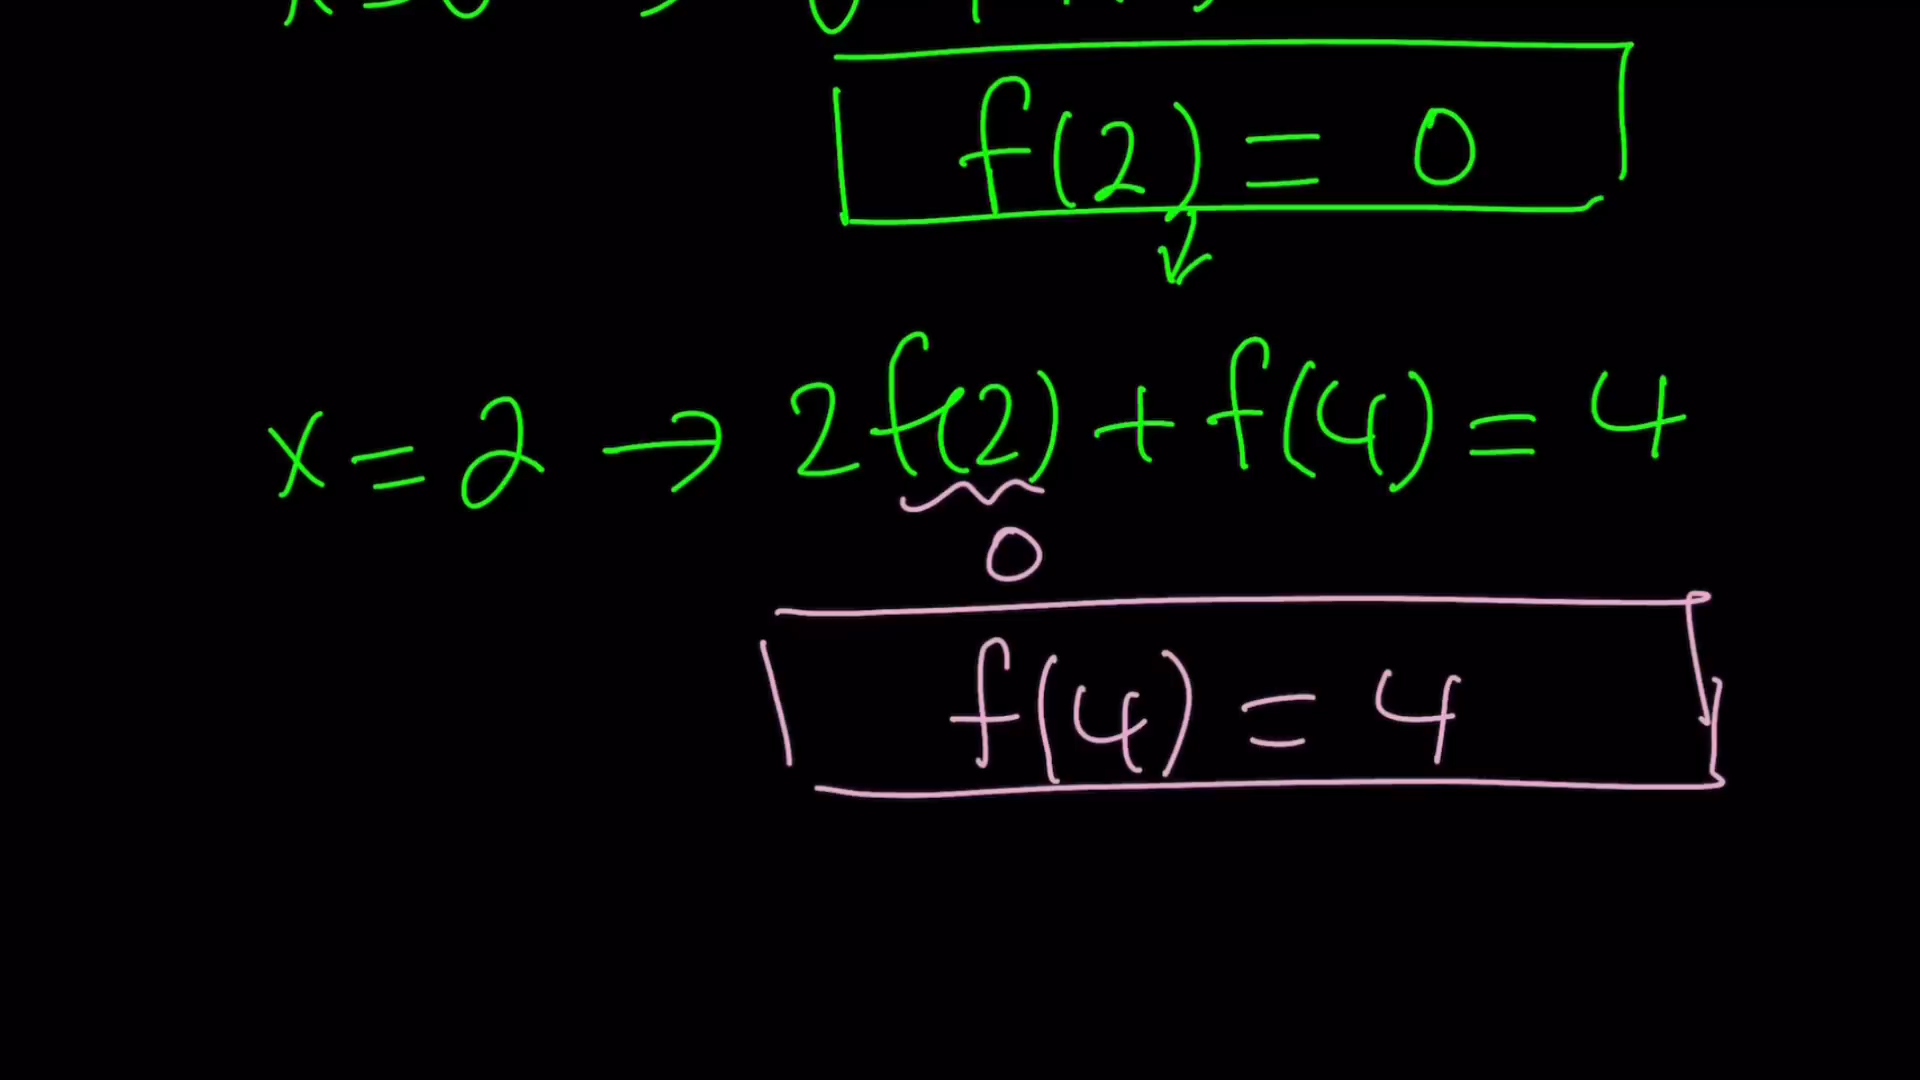 f(2) = 0
x = 2 → 2f(2) + f(4) = 4
0
f(4) = 4